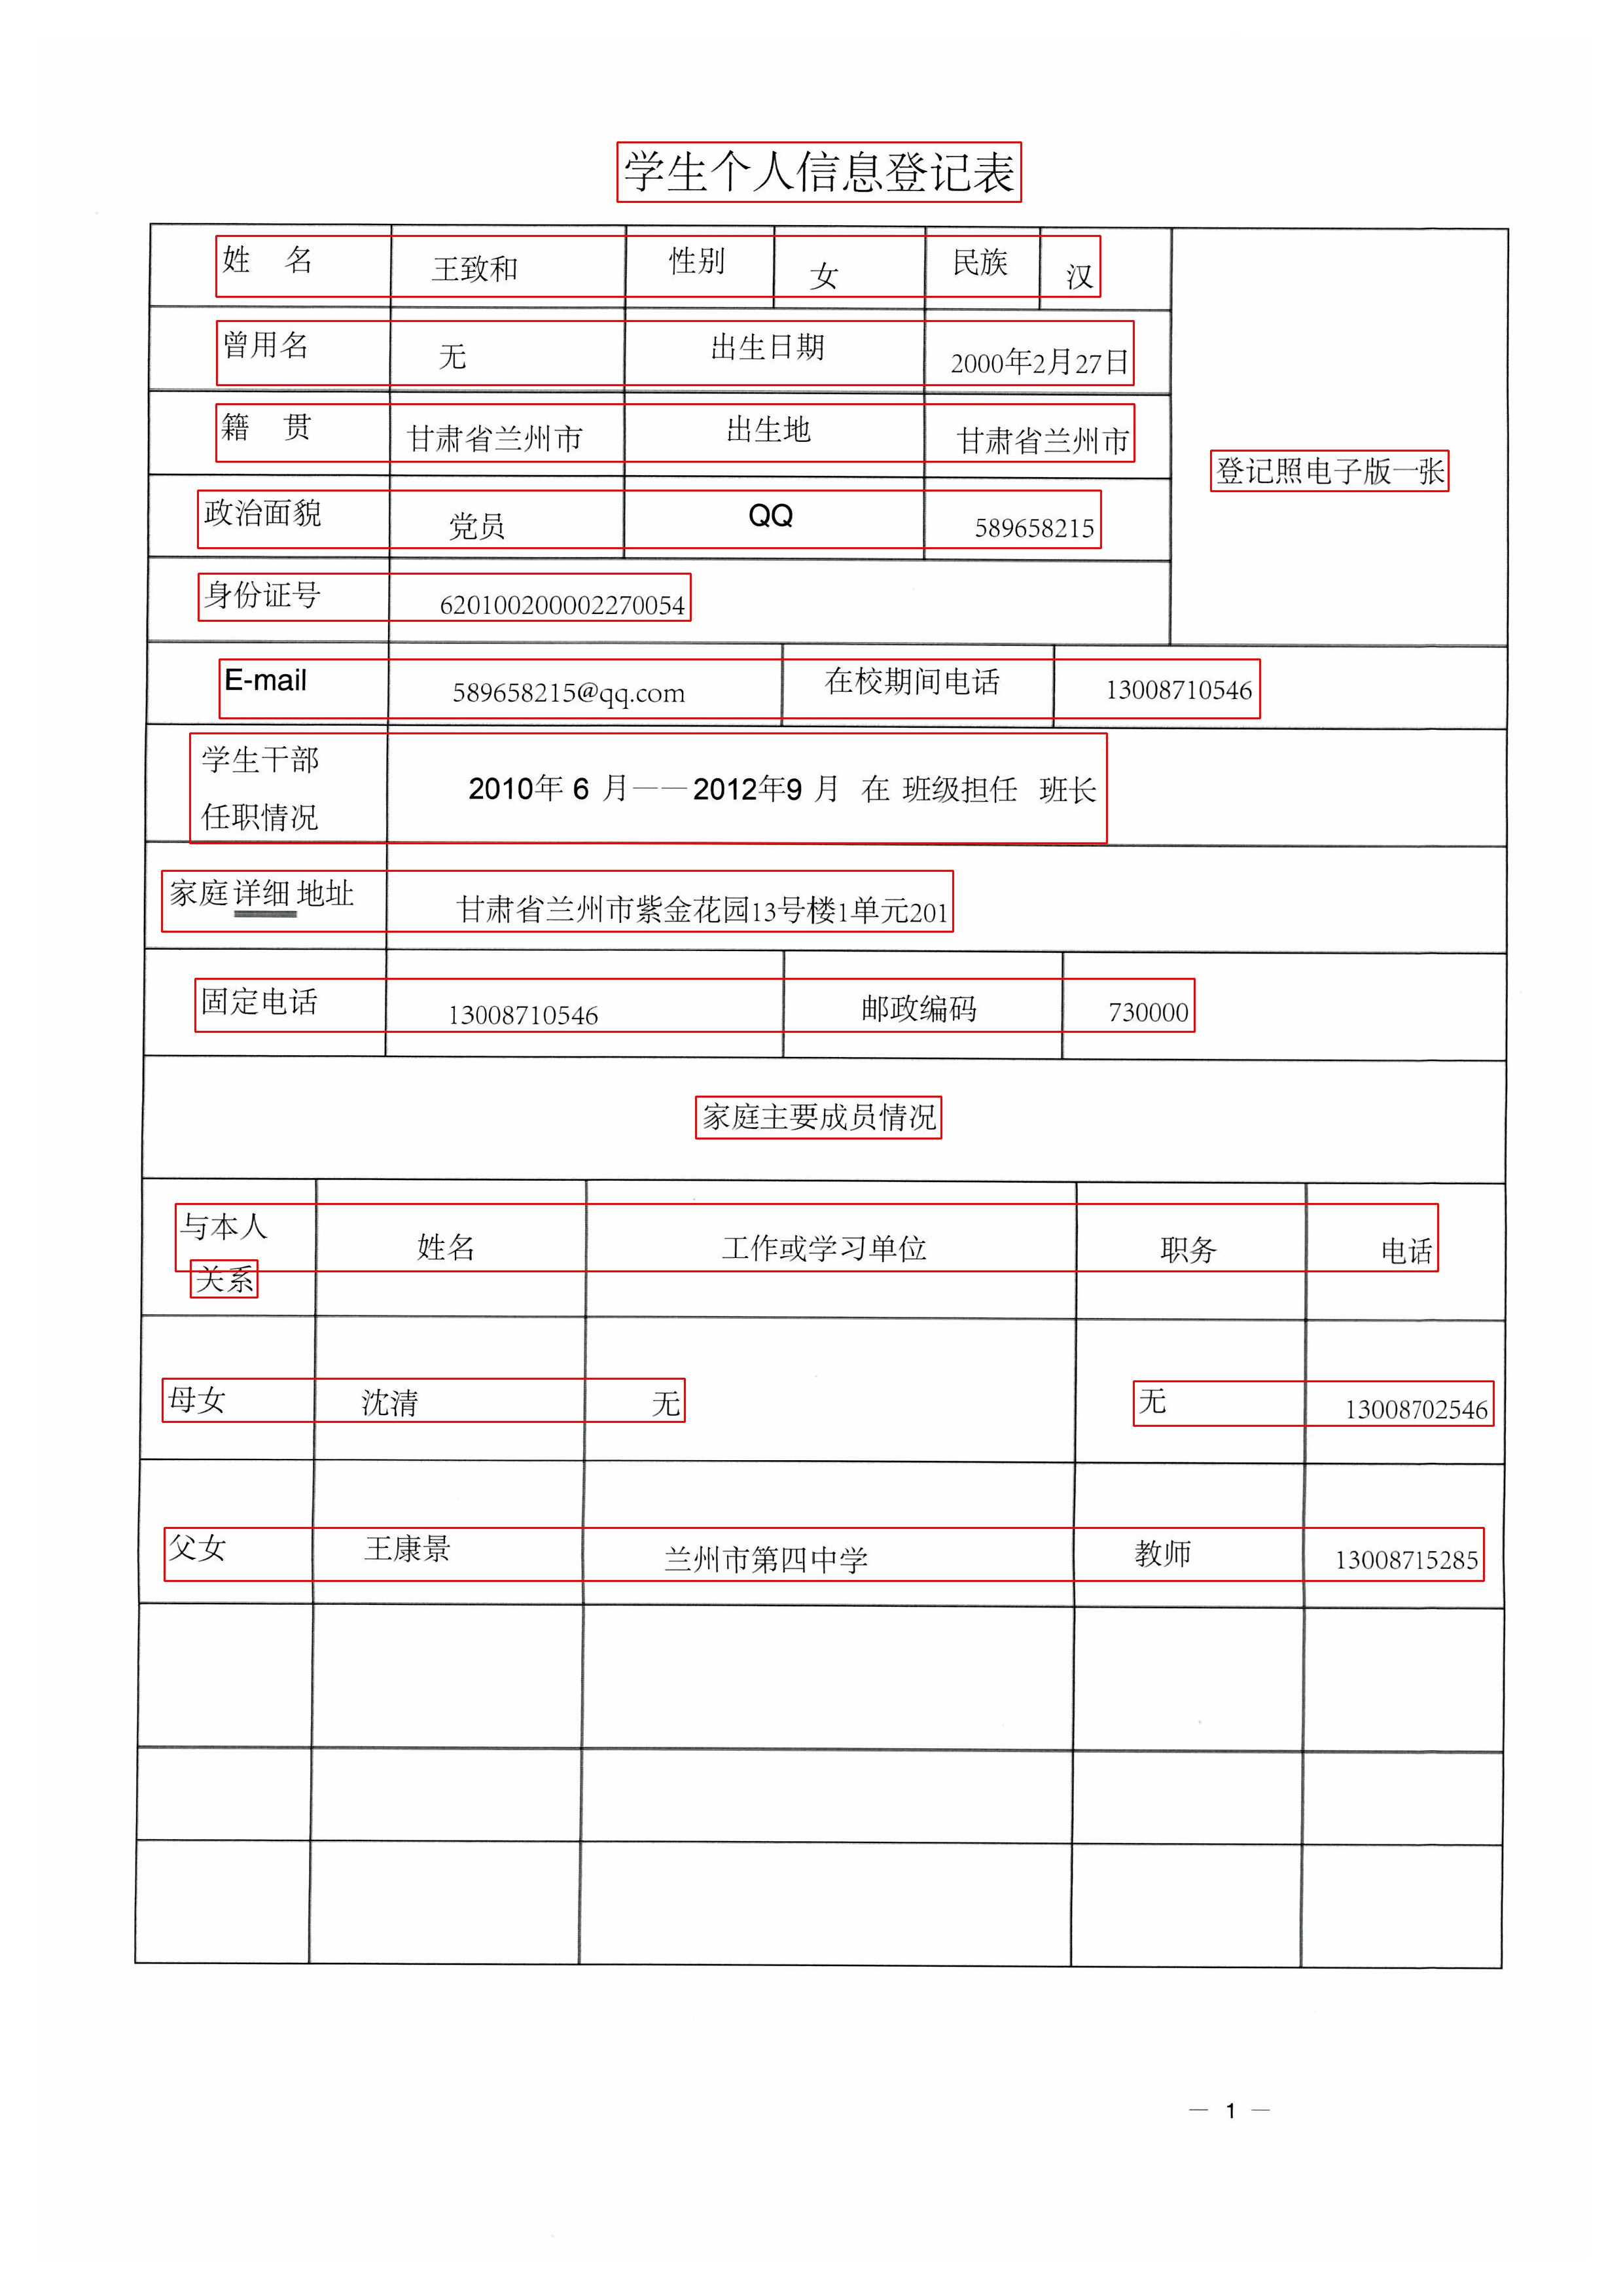 学生个人信息登记表
姓 名 王致和 性别 女 民族 汉
曾用名 无 出生日期 2000年2月27日
籍 贯 甘肃省兰州市 出生地 甘肃省兰州市
登记照电子版一张
政治面貌 党员 QQ 589658215
身份证号 620100200002270054
E-mail 589658215@qq.com 在校期间电话 13008710546
学生干部
任职情况
2010年 6 月——2012年9 月 在 班级担任 班长
家庭详细地址 甘肃省兰州市紫金花园13号楼1单元201
固定电话 13008710546 邮政编码 730000
家庭主要成员情况
与本人 姓名 工作或学习单位 职务 电话
关系
母女 沈清 无 无 13008702546
父女 王康景 兰州市第四中学 教师 13008715285
— 1 —